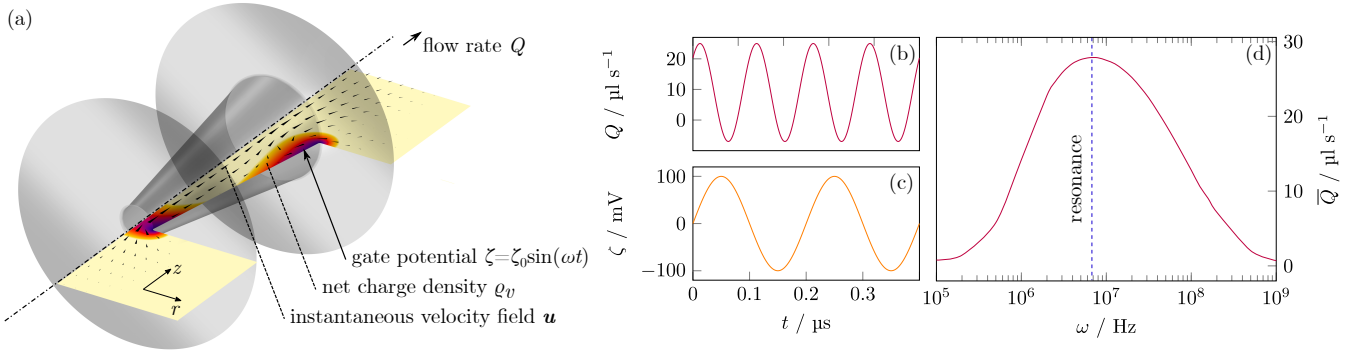 (a)
flow rate Q
gate potential ζ=ζ₀sin(ωt)
net charge density ϱᵥ
instantaneous velocity field u
z
r
(b)
Q / µl s⁻¹
20
10
0
(c)
ζ / mV
100
0
−100
0
0.1
0.2
0.3
t / µs
(d)
resonance
Q̅ / µl s⁻¹
30
20
10
0
10⁵
10⁶
10⁷
10⁸
10⁹
ω / Hz